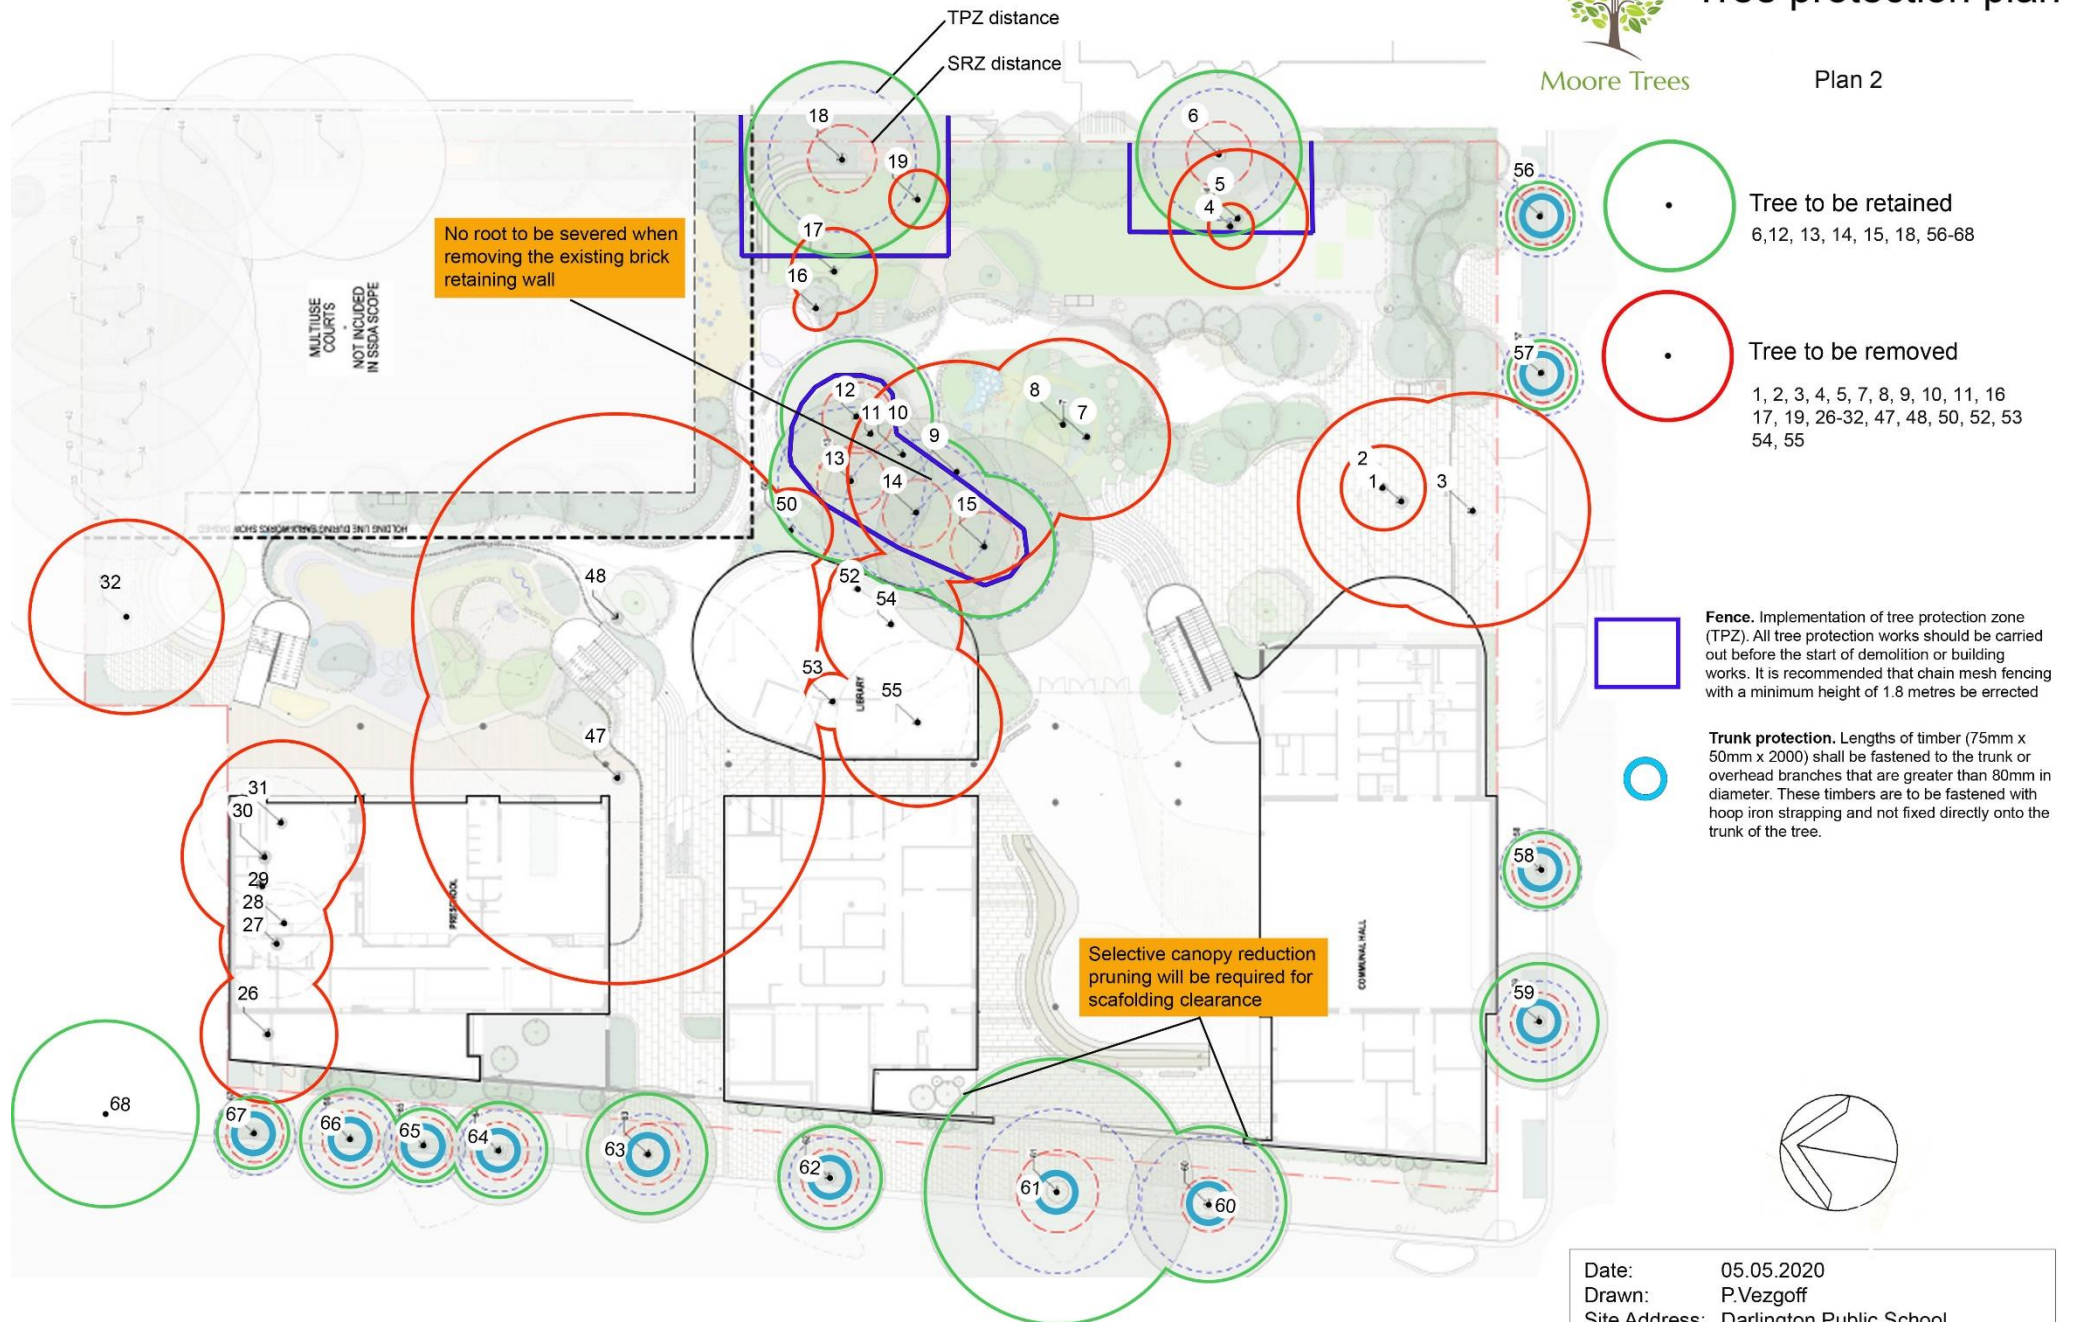 Tree protection plan
Moore Trees
Plan 2
TPZ distance
SRZ distance
18
19
17
16
6
5
4
56
57
Tree to be retained
6,12, 13, 14, 15, 18, 56-68
Tree to be removed
1, 2, 3, 4, 5, 7, 8, 9, 10, 11, 16
17, 19, 26-32, 47, 48, 50, 52, 53
54, 55
No root to be severed when
removing the existing brick
retaining wall
MULTIUSE
COURTS
NOT INCLUDED
IN SSDA SCOPE
HOLDING LINE DURING EARLY WORKS SHOWN DASHED
12
11
10
9
8
7
13
14
15
50
2
1
3
32
48
52
54
53
55
LIBRARY
47
31
30
29
28
27
26
PRESCHOOL
COMMUNAL HALL
Fence. Implementation of tree protection zone
(TPZ). All tree protection works should be carried
out before the start of demolition or building
works. It is recommended that chain mesh fencing
with a minimum height of 1.8 metres be errected
Trunk protection. Lengths of timber (75mm x
50mm x 2000) shall be fastened to the trunk or
overhead branches that are greater than 80mm in
diameter. These timbers are to be fastened with
hoop iron strapping and not fixed directly onto the
trunk of the tree.
58
59
Selective canopy reduction
pruning will be required for
scafolding clearance
68
67
66
65
64
63
62
61
60
Date: 05.05.2020
Drawn: P.Vezgoff
Site Address: Darlington Public School